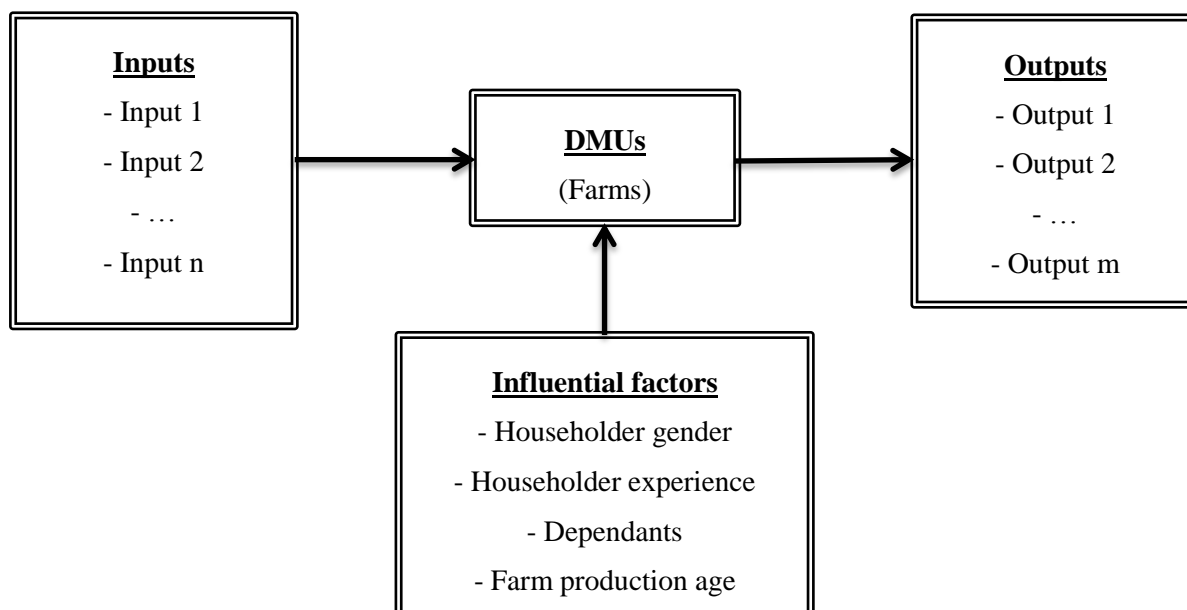 Inputs
- Input 1
- Input 2
- …
- Input n
DMUs
(Farms)
Outputs
- Output 1
- Output 2
- …
- Output m
Influential factors
- Householder gender
- Householder experience
- Dependants
- Farm production age